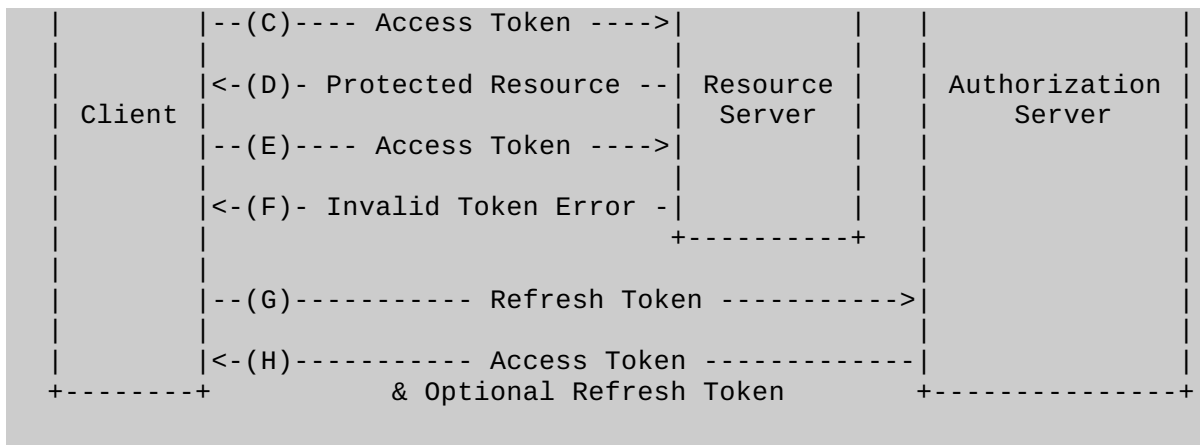 |        |--(C)---- Access Token ---->|          |   |               |
|        |                            |          |   |               |
|        |<-(D)- Protected Resource --| Resource |   | Authorization |
| Client |                            |  Server  |   |     Server    |
|        |--(E)---- Access Token ---->|          |   |               |
|        |                            |          |   |               |
|        |<-(F)- Invalid Token Error -|          |   |               |
|        |                            +----------+   |               |
|        |                                           |               |
|        |--(G)----------- Refresh Token ----------->|               |
|        |                                           |               |
|        |<-(H)----------- Access Token -------------|               |
+--------+           & Optional Refresh Token        +---------------+